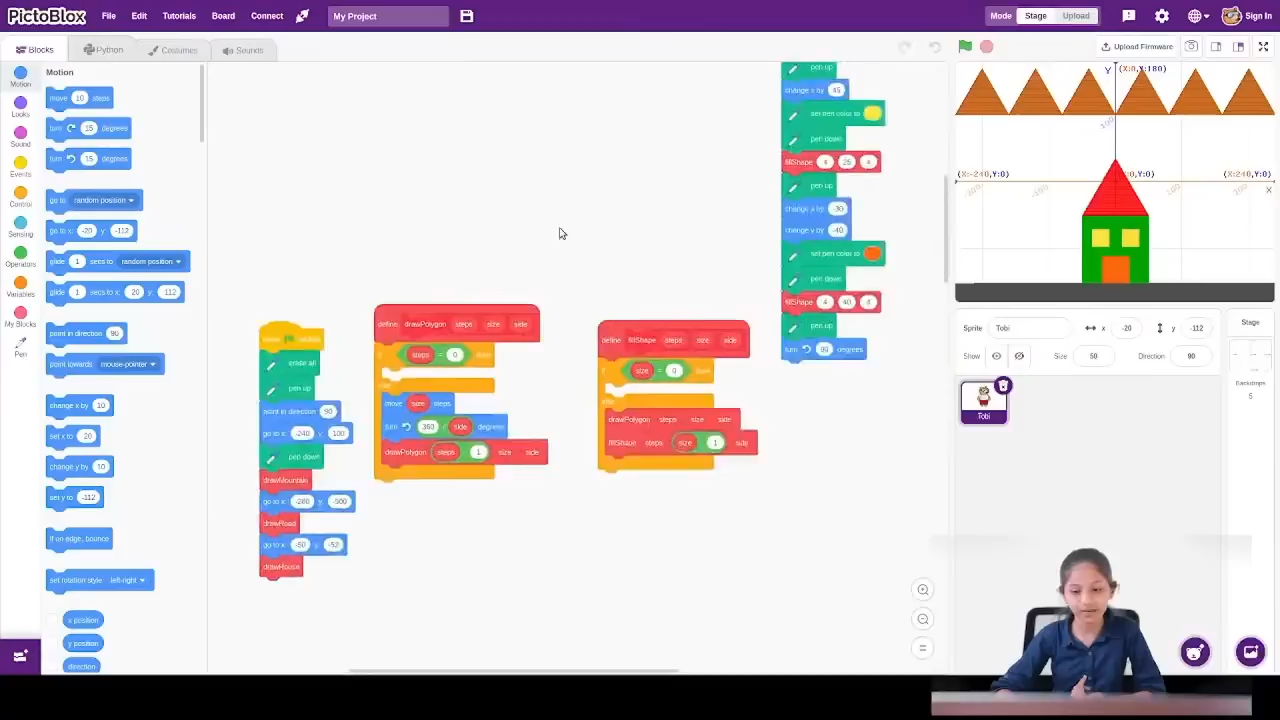 PictoBlox File Edit Tutorials Board Connect My Project Mode Stage Upload Sign In
Blocks Python Costumes Sounds Upload Firmware
Motion
Looks
Sound
Events
Control
Sensing
Operators
Variables
My Blocks
Pen
Motion
move 10 steps
turn 15 degrees
turn 15 degrees
go to random position
go to x: -20 y: -112
glide 1 secs to random position
glide 1 secs to x: 20 y: 112
point in direction 90
point towards mouse-pointer
change x by 10
set x to 20
change y by 10
set y to -112
if on edge, bounce
set rotation style left-right
x position
y position
direction
erase all
pen up
point in direction 90
go to x: -240 y: 100
pen down
drawMountain
go to x: -280 y: -500
drawRoad
drawHouse
define drawPolygon steps size side
steps = 0
else
move size steps
turn 360 / side degrees
drawPolygon steps 1 size side
define fillShape steps size side
size = 0
else
drawPolygon steps size side
fillShape steps size 1 side
pen up
change x by 45
set pen color to
pen down
fillShape 4 25 4
pen up
change x by -30
change y by -40
set pen color to
pen down
fillShape 4 40 4
pen up
turn 90 degrees
Y (X:0,Y:180)
100
(X:-240,Y:0) (X:240,Y:0)
X
Sprite Tobi x -20 y -112
Show Size 50 Direction 90
Tobi
Stage
Backdrops
5